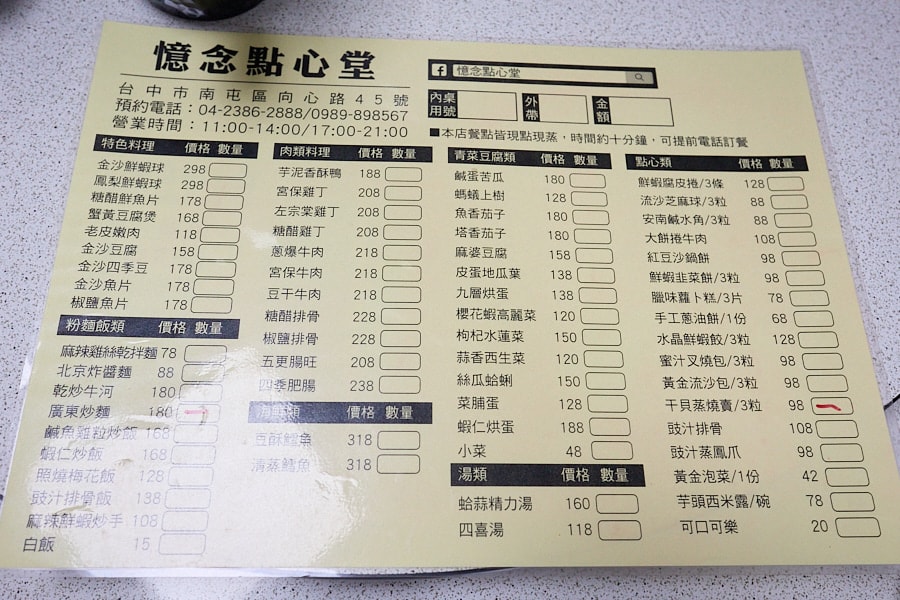 憶念點心堂
台中市南屯區向心路45號
預約電話：04-2386-2888/0989-898567
營業時間：11:00-14:00/17:00-21:00
f 憶念點心堂
內用桌號
外帶
金額
■本店餐點皆現點現蒸，時間約十分鐘，可提前電話訂餐
特色料理 價格 數量
金沙鮮蝦球 298
鳳梨鮮蝦球 298
糖醋鮮魚片 178
蟹黃豆腐煲 168
老皮嫩肉 118
金沙豆腐 158
金沙四季豆 178
金沙魚片 178
椒鹽魚片 178
粉麵飯類 價格 數量
麻辣雞絲乾拌麵 78
北京炸醬麵 88
乾炒牛河 180
廣東炒麵 180
鹹魚雞粒炒飯 168
蝦仁炒飯 168
照燒梅花飯 128
豉汁排骨飯 138
麻辣鮮蝦炒手 108
白飯 15
肉類料理 價格 數量
芋泥香酥鴨 188
宮保雞丁 208
左宗棠雞丁 208
糖醋雞丁 208
蔥爆牛肉 218
宮保牛肉 218
豆干牛肉 218
糖醋排骨 228
椒鹽排骨 228
五更腸旺 208
四季肥腸 238
海鮮類 價格 數量
豆酥鱈魚 318
清蒸鱈魚 318
青菜豆腐類 價格 數量
鹹蛋苦瓜 180
螞蟻上樹 128
魚香茄子 180
塔香茄子 180
麻婆豆腐 158
皮蛋地瓜葉 138
九層烘蛋 138
櫻花蝦高麗菜 120
枸杞水蓮菜 150
蒜香西生菜 120
絲瓜蛤蜊 150
菜脯蛋 128
蝦仁烘蛋 188
小菜 48
湯類 價格 數量
蛤蒜精力湯 160
四喜湯 118
點心類 價格 數量
鮮蝦腐皮捲/3條 128
流沙芝麻球/3粒 88
安南鹹水角/3粒 88
大餅捲牛肉 108
紅豆沙鍋餅 98
鮮蝦韭菜餅/3粒 98
臘味蘿卜糕/3片 78
手工蔥油餅/1份 68
水晶鮮蝦餃/3粒 128
蜜汁叉燒包/3粒 98
黃金流沙包/3粒 98
干貝蒸燒賣/3粒 98
豉汁排骨 108
豉汁蒸鳳爪 98
黃金泡菜/1份 42
芋頭西米露/碗 78
可口可樂 20